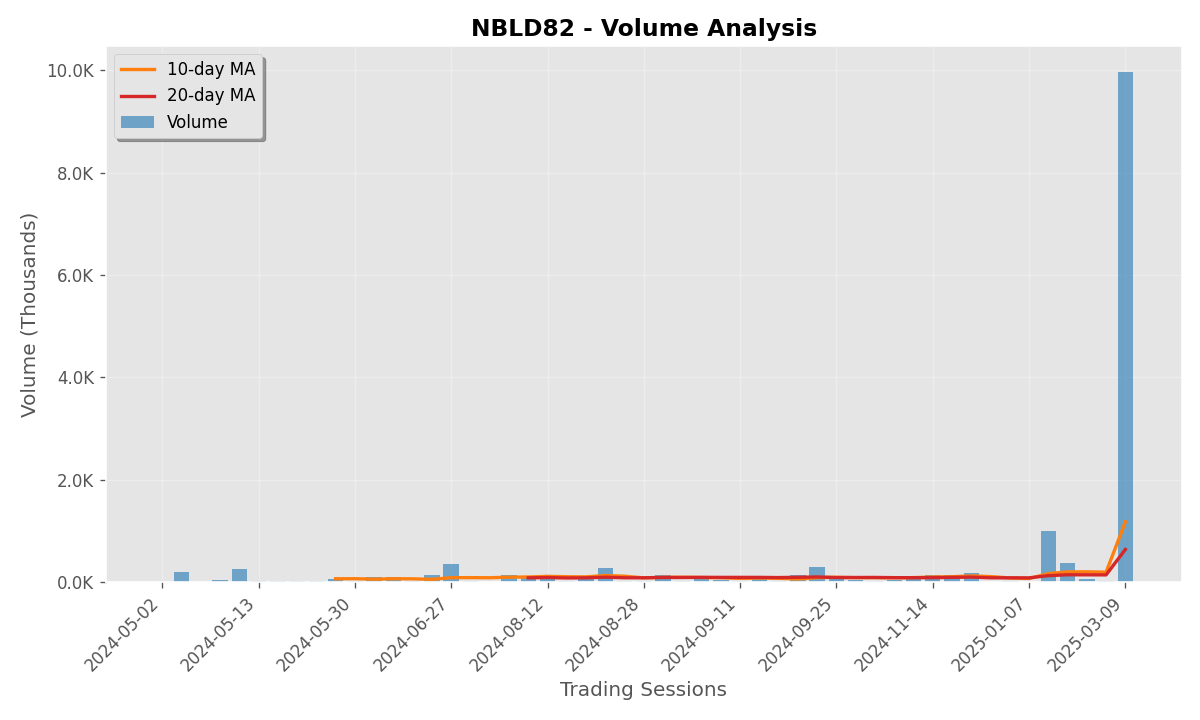 NBLD82 - Volume Analysis
10-day MA
20-day MA
Volume
10.0K
8.0K
6.0K
4.0K
2.0K
0.0K
Volume (Thousands)
2024-05-02
2024-05-13
2024-05-30
2024-06-27
2024-08-12
2024-08-28
2024-09-11
2024-09-25
2024-11-14
2025-01-07
2025-03-09
Trading Sessions